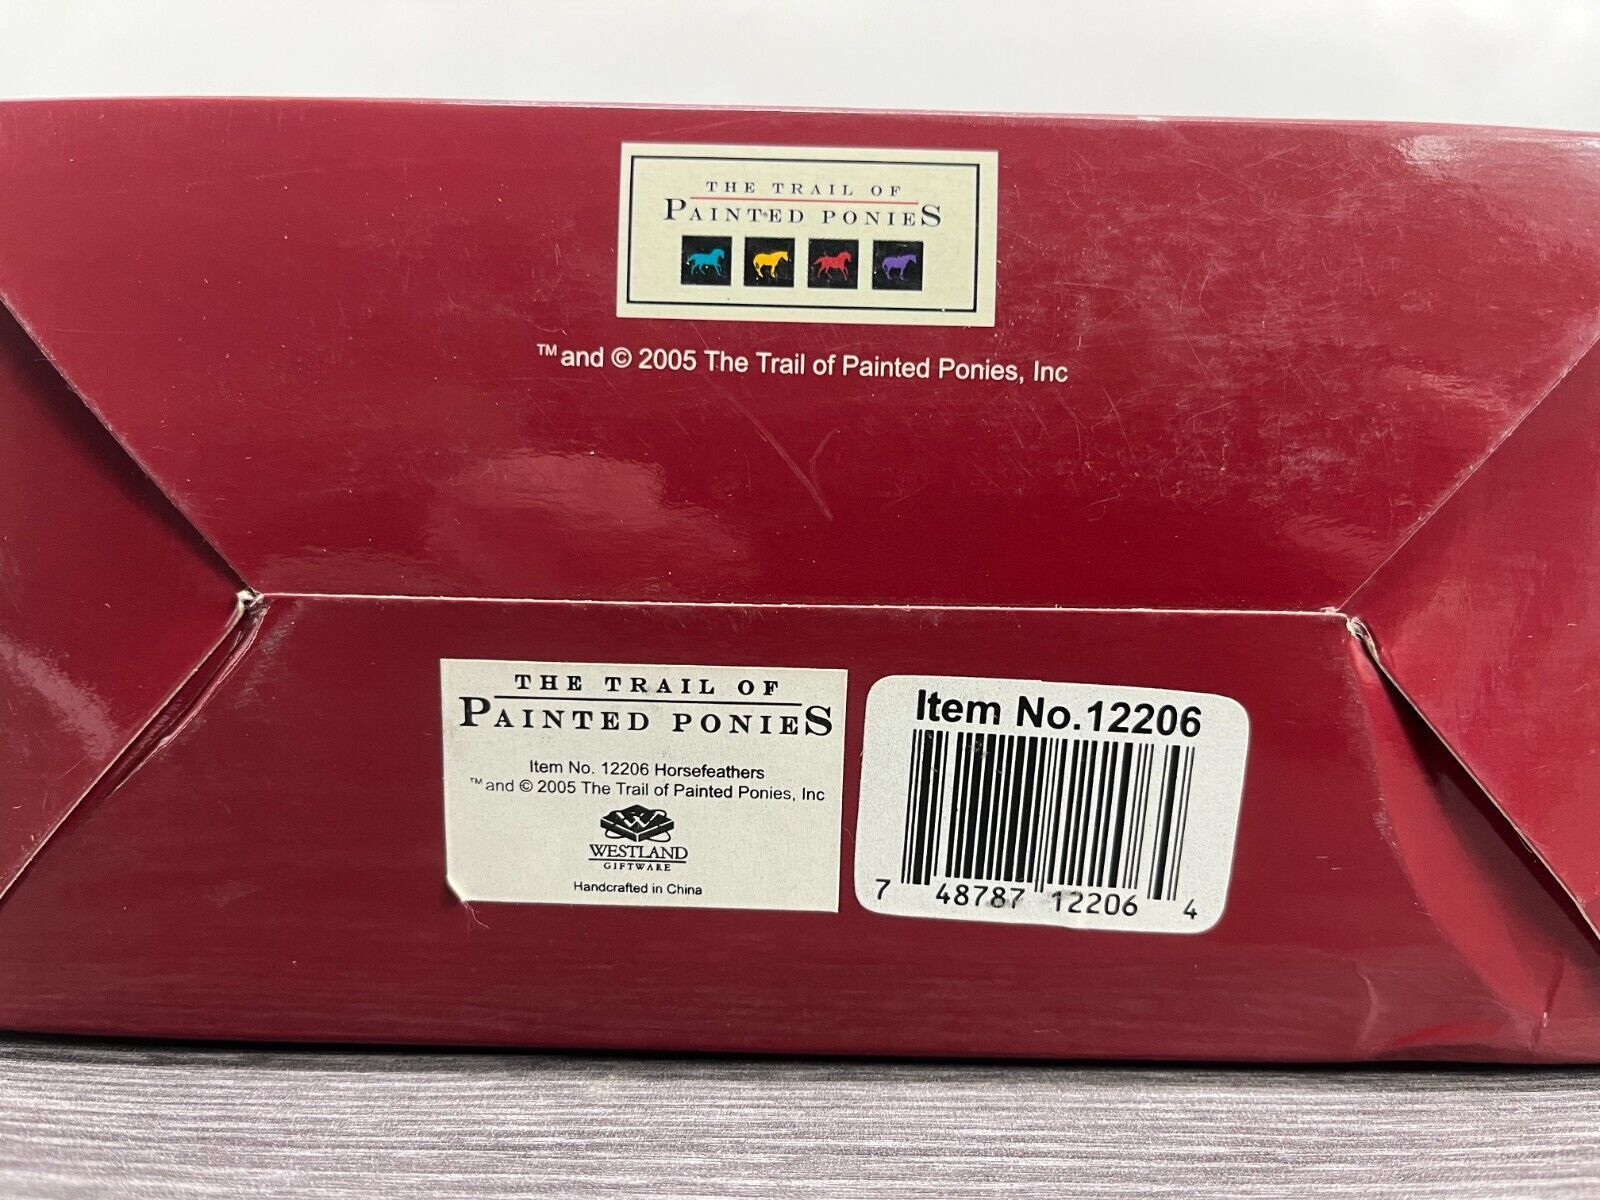 THE TRAIL OF
PAINTED PONIES
™ and © 2005 The Trail of Painted Ponies, Inc
THE TRAIL OF
PAINTED PONIES
Item No. 12206 Horsefeathers
™ and © 2005 The Trail of Painted Ponies, Inc
WESTLAND
GIFTWARE
Handcrafted in China
Item No.12206
7 48787 12206 4